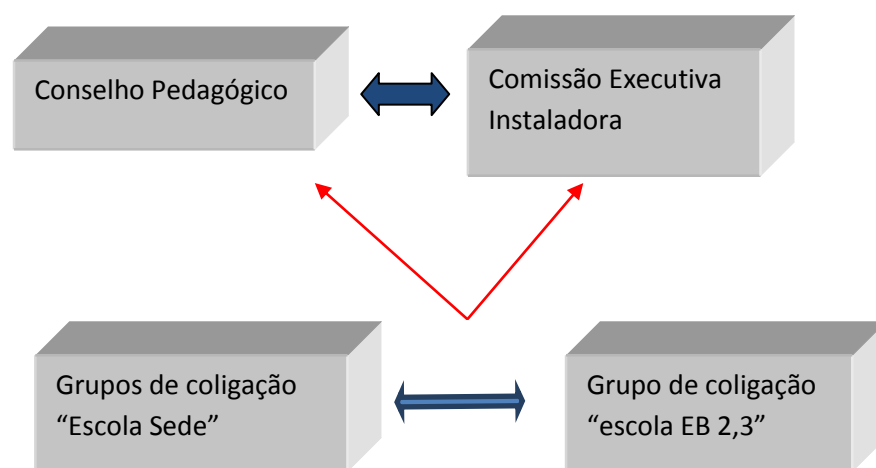 Conselho Pedagógico
Comissão Executiva
Instaladora
Grupos de coligação
“Escola Sede”
Grupo de coligação
“escola EB 2,3”